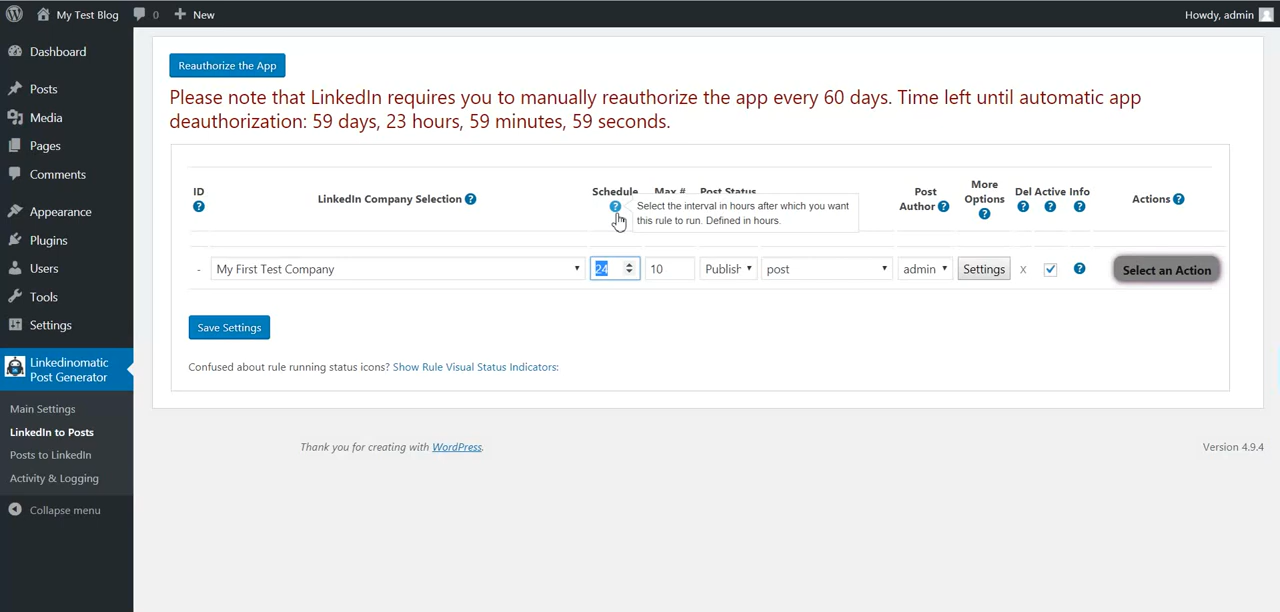 My Test Blog 0 New Howdy, admin
Dashboard
Posts
Media
Pages
Comments
Appearance
Plugins
Users
Tools
Settings
Linkedinomatic
Post Generator
Main Settings
LinkedIn to Posts
Posts to LinkedIn
Activity & Logging
Collapse menu
Reauthorize the App
Please note that LinkedIn requires you to manually reauthorize the app every 60 days. Time left until automatic app
deauthorization: 59 days, 23 hours, 59 minutes, 59 seconds.
ID
LinkedIn Company Selection ?
Schedule
Max #
Post Status
Select the interval in hours after which you want
this rule to run. Defined in hours.
Post
Author ?
More
Options
Del Active Info
Actions ?
- My First Test Company 24 10 Publish post admin Settings X Select an Action
Save Settings
Confused about rule running status icons? Show Rule Visual Status Indicators:
Thank you for creating with WordPress. Version 4.9.4